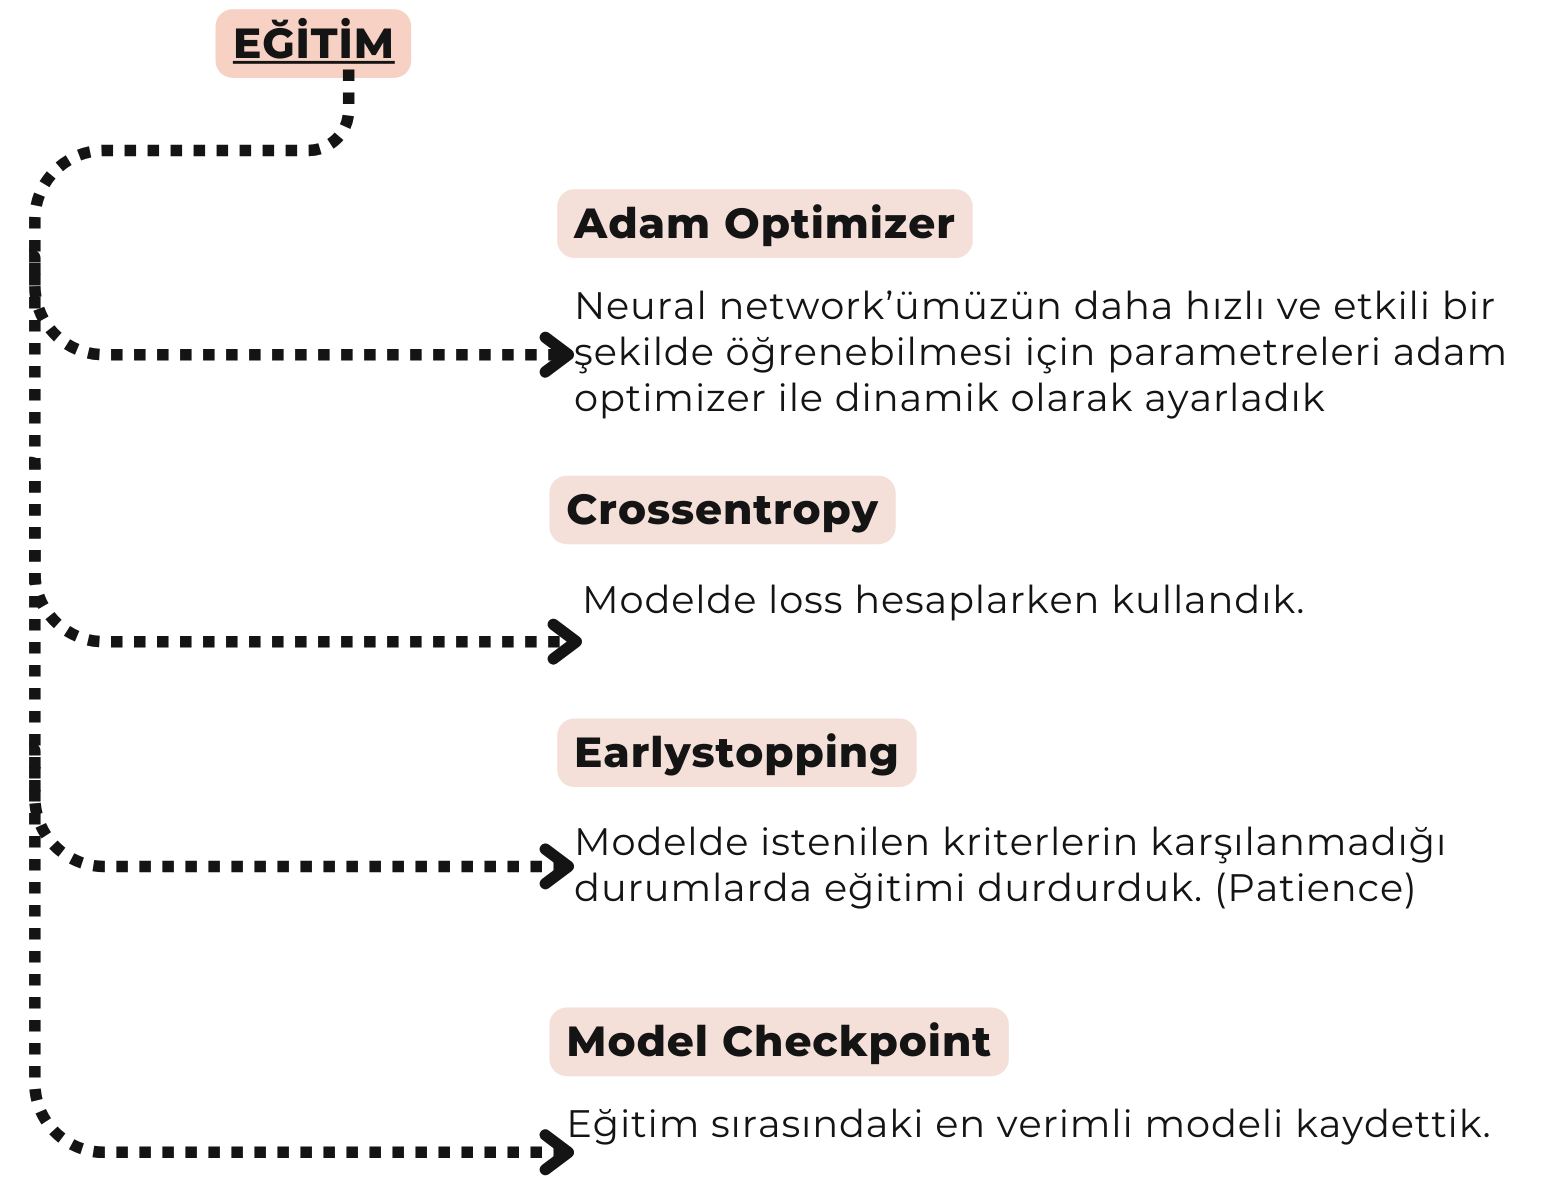 EĞİTİM
Adam Optimizer
Neural network’ümüzün daha hızlı ve etkili bir
şekilde öğrenebilmesi için parametreleri adam
optimizer ile dinamik olarak ayarladık
Crossentropy
Modelde loss hesaplarken kullandık.
Earlystopping
Modelde istenilen kriterlerin karşılanmadığı
durumlarda eğitimi durdurduk. (Patience)
Model Checkpoint
Eğitim sırasındaki en verimli modeli kaydettik.